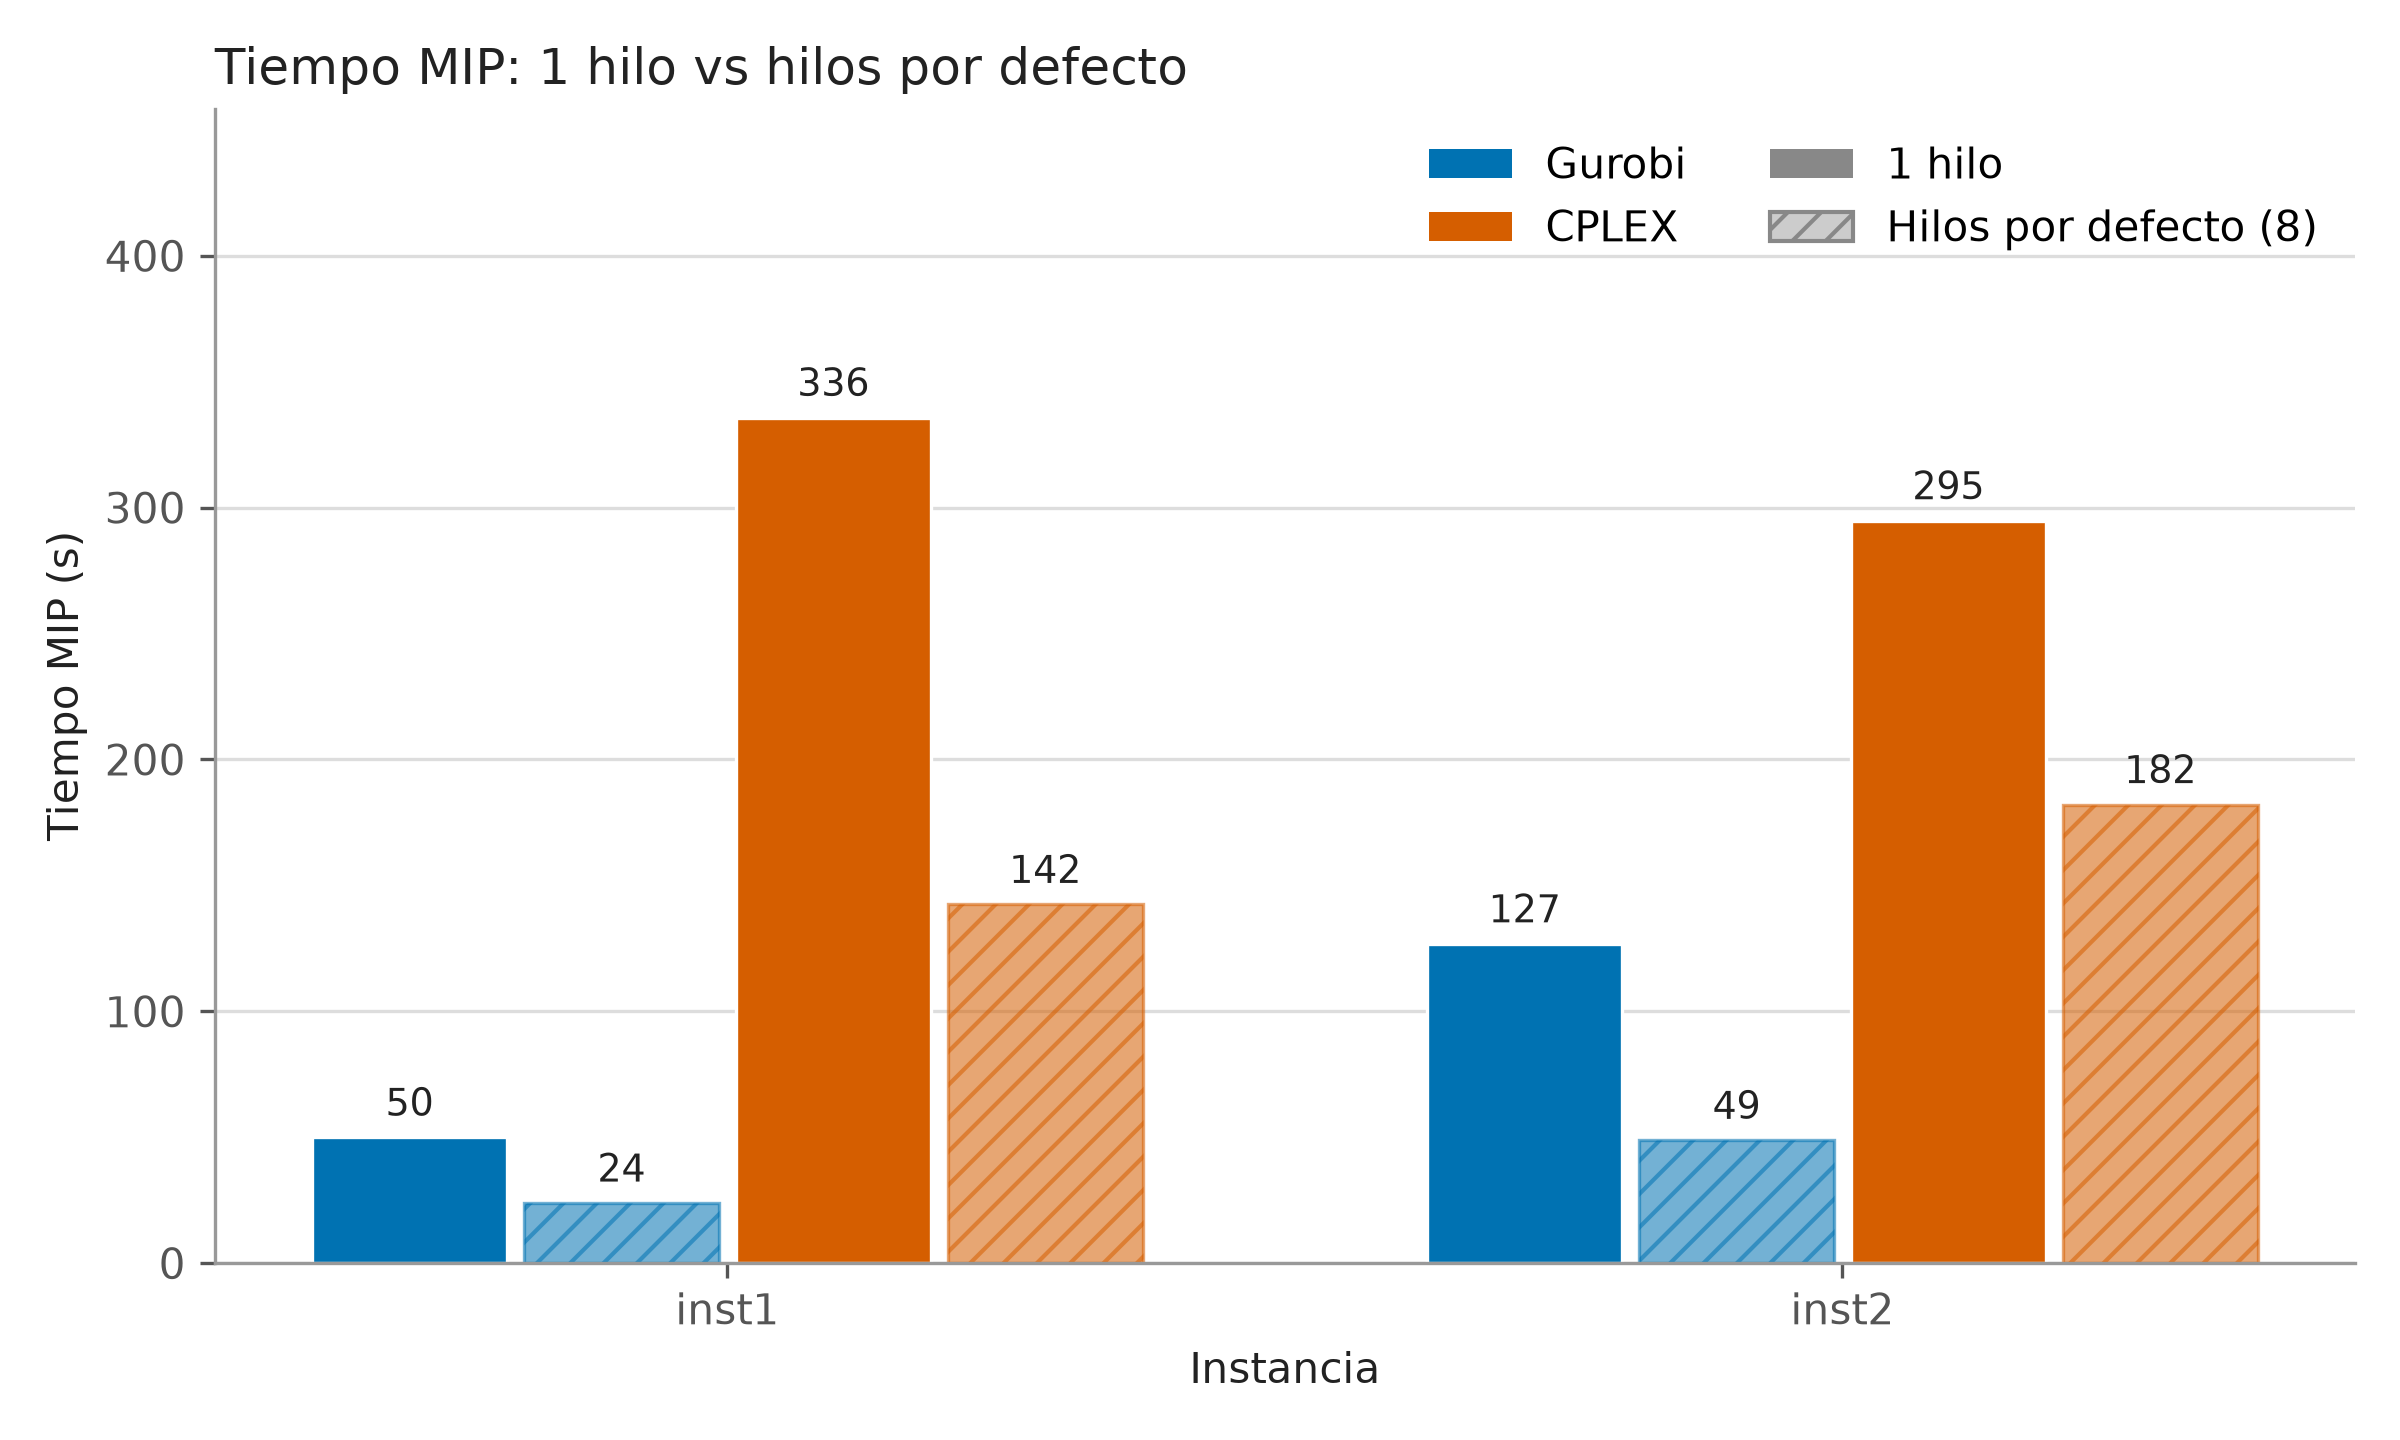 Tiempo MIP: 1 hilo vs hilos por defecto
Gurobi
CPLEX
1 hilo
Hilos por defecto (8)
Tiempo MIP (s)
400
300
200
100
0
50
24
336
142
127
49
295
182
inst1
inst2
Instancia